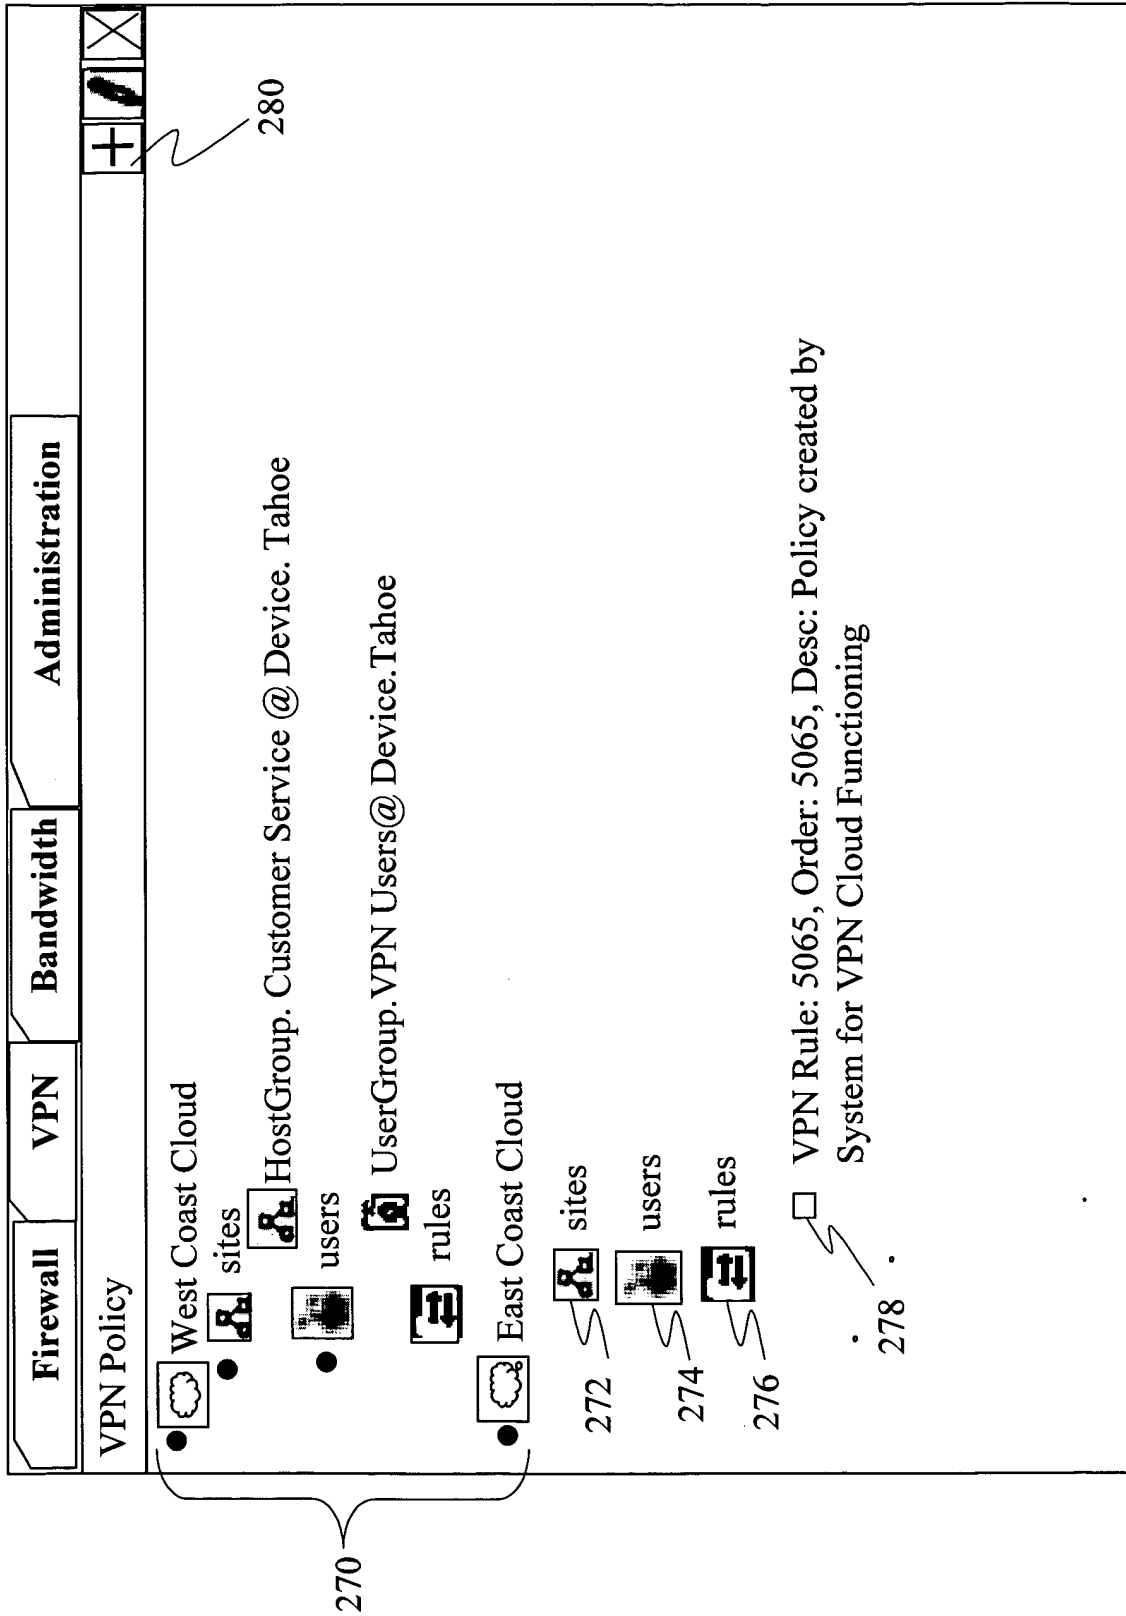 Firewall
VPN
Bandwidth
Administration
VPN Policy
280
West Coast Cloud
sites
HostGroup. Customer Service @ Device. Tahoe
users
UserGroup.VPN Users@ Device.Tahoe
rules
270
East Coast Cloud
272
sites
274
users
276
rules
278
VPN Rule: 5065, Order: 5065, Desc: Policy created by
System for VPN Cloud Functioning